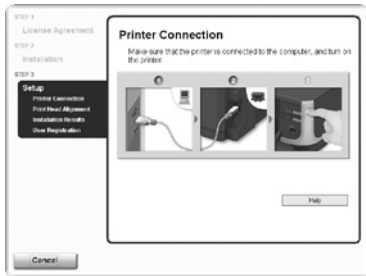 STEP 1
License Agreement
STEP 2
Installation
STEP 3
Setup
Printer Connection
Print Head Alignment
Installation Results
User Registration
Printer Connection
Make sure that the printer is connected to the computer, and turn on
the printer.
Help
Cancel